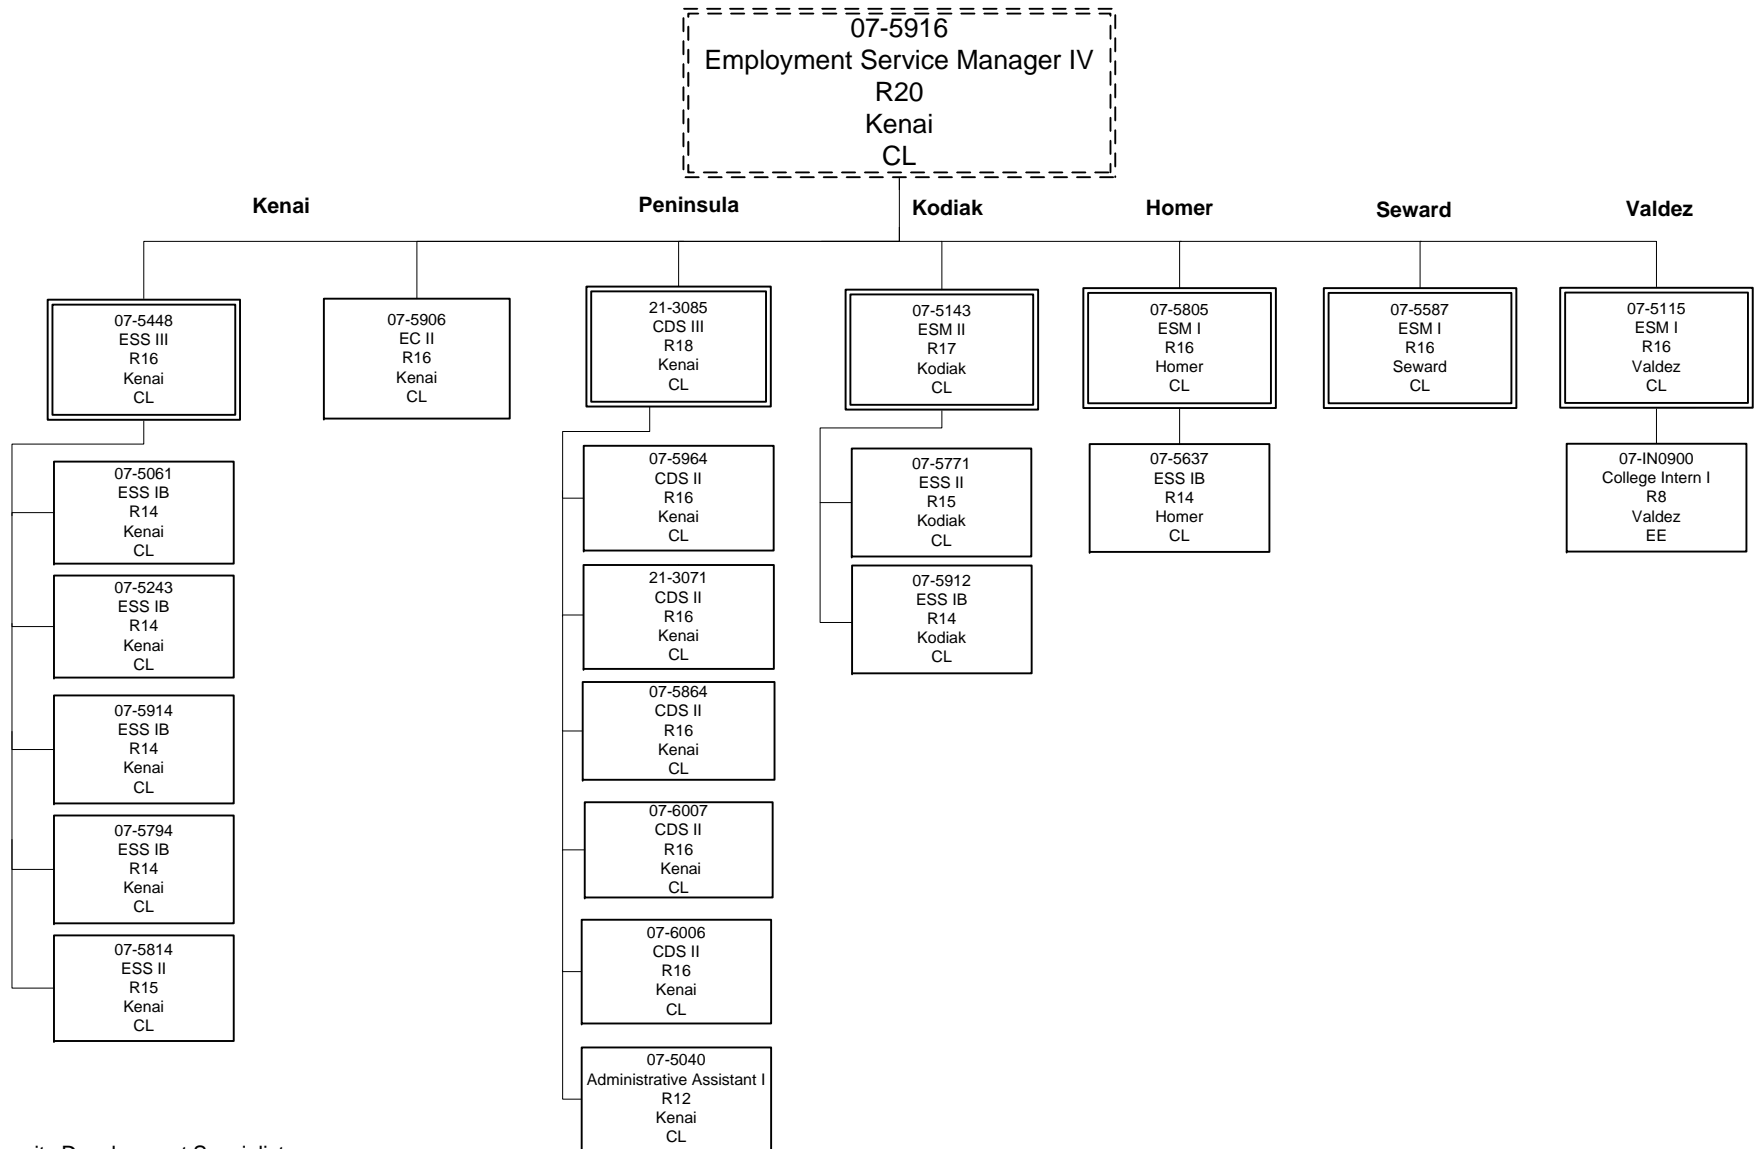 07-5916
Employment Service Manager IV
R20
Kenai
CL
Kenai
Peninsula
Kodiak
Homer
Seward
Valdez
07-5448
ESS III
R16
Kenai
CL
07-5906
EC II
R16
Kenai
CL
21-3085
CDS III
R18
Kenai
CL
07-5143
ESM II
R17
Kodiak
CL
07-5805
ESM I
R16
Homer
CL
07-5587
ESM I
R16
Seward
CL
07-5115
ESM I
R16
Valdez
CL
07-5061
ESS IB
R14
Kenai
CL
07-5243
ESS IB
R14
Kenai
CL
07-5914
ESS IB
R14
Kenai
CL
07-5794
ESS IB
R14
Kenai
CL
07-5814
ESS II
R15
Kenai
CL
07-5964
CDS II
R16
Kenai
CL
21-3071
CDS II
R16
Kenai
CL
07-5864
CDS II
R16
Kenai
CL
07-6007
CDS II
R16
Kenai
CL
07-6006
CDS II
R16
Kenai
CL
07-5040
Administrative Assistant I
R12
Kenai
CL
07-5771
ESS II
R15
Kodiak
CL
07-5912
ESS IB
R14
Kodiak
CL
07-5637
ESS IB
R14
Homer
CL
07-IN0900
College Intern I
R8
Valdez
EE